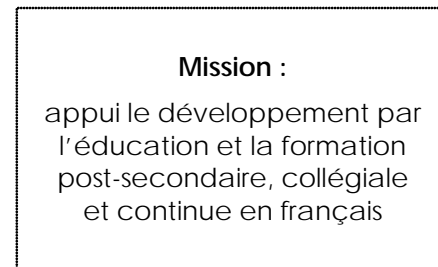 Mission :
appui le développement par
l'éducation et la formation
post-secondaire, collégiale
et continue en français